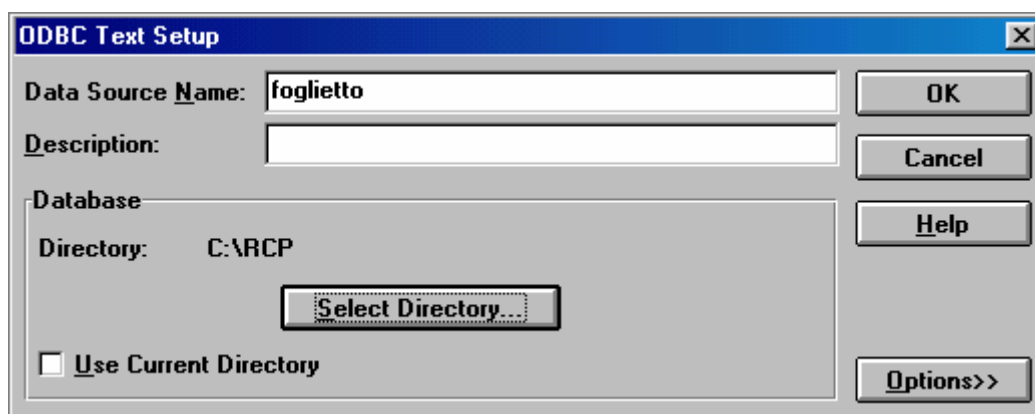 ODBC Text Setup
Data Source Name: foglietto
OK
Description:
Cancel
Database
Help
Directory: C:\RCP
Select Directory...
Use Current Directory
Options>>